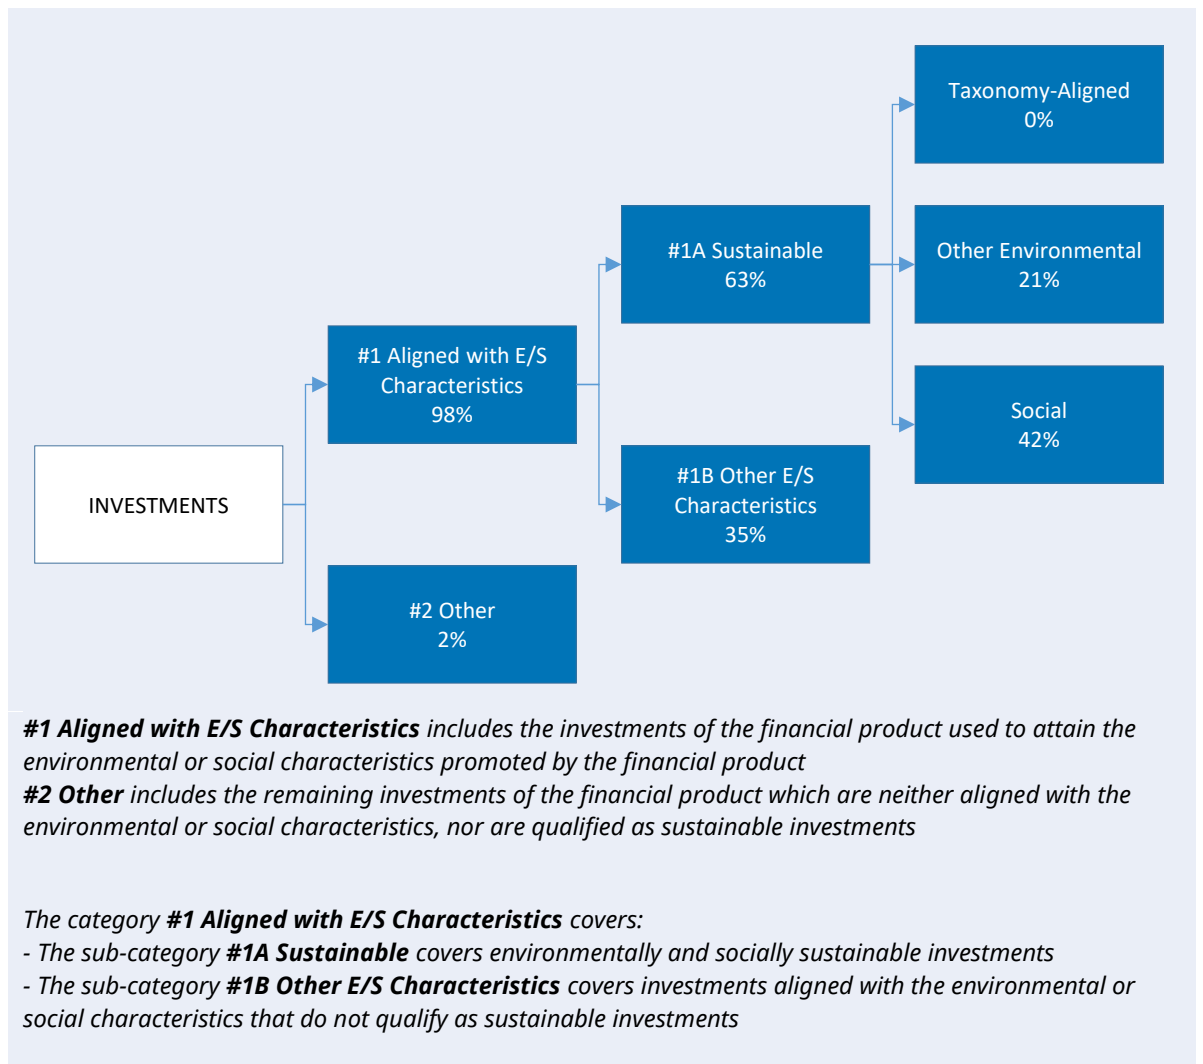 Taxonomy-Aligned
0%
#1A Sustainable
63%
Other Environmental
21%
#1 Aligned with E/S
Characteristics
98%
Social
42%
INVESTMENTS
#1B Other E/S
Characteristics
35%
#2 Other
2%
#1 Aligned with E/S Characteristics includes the investments of the financial product used to attain the
environmental or social characteristics promoted by the financial product
#2 Other includes the remaining investments of the financial product which are neither aligned with the
environmental or social characteristics, nor are qualified as sustainable investments
The category #1 Aligned with E/S Characteristics covers:
- The sub-category #1A Sustainable covers environmentally and socially sustainable investments
- The sub-category #1B Other E/S Characteristics covers investments aligned with the environmental or
social characteristics that do not qualify as sustainable investments